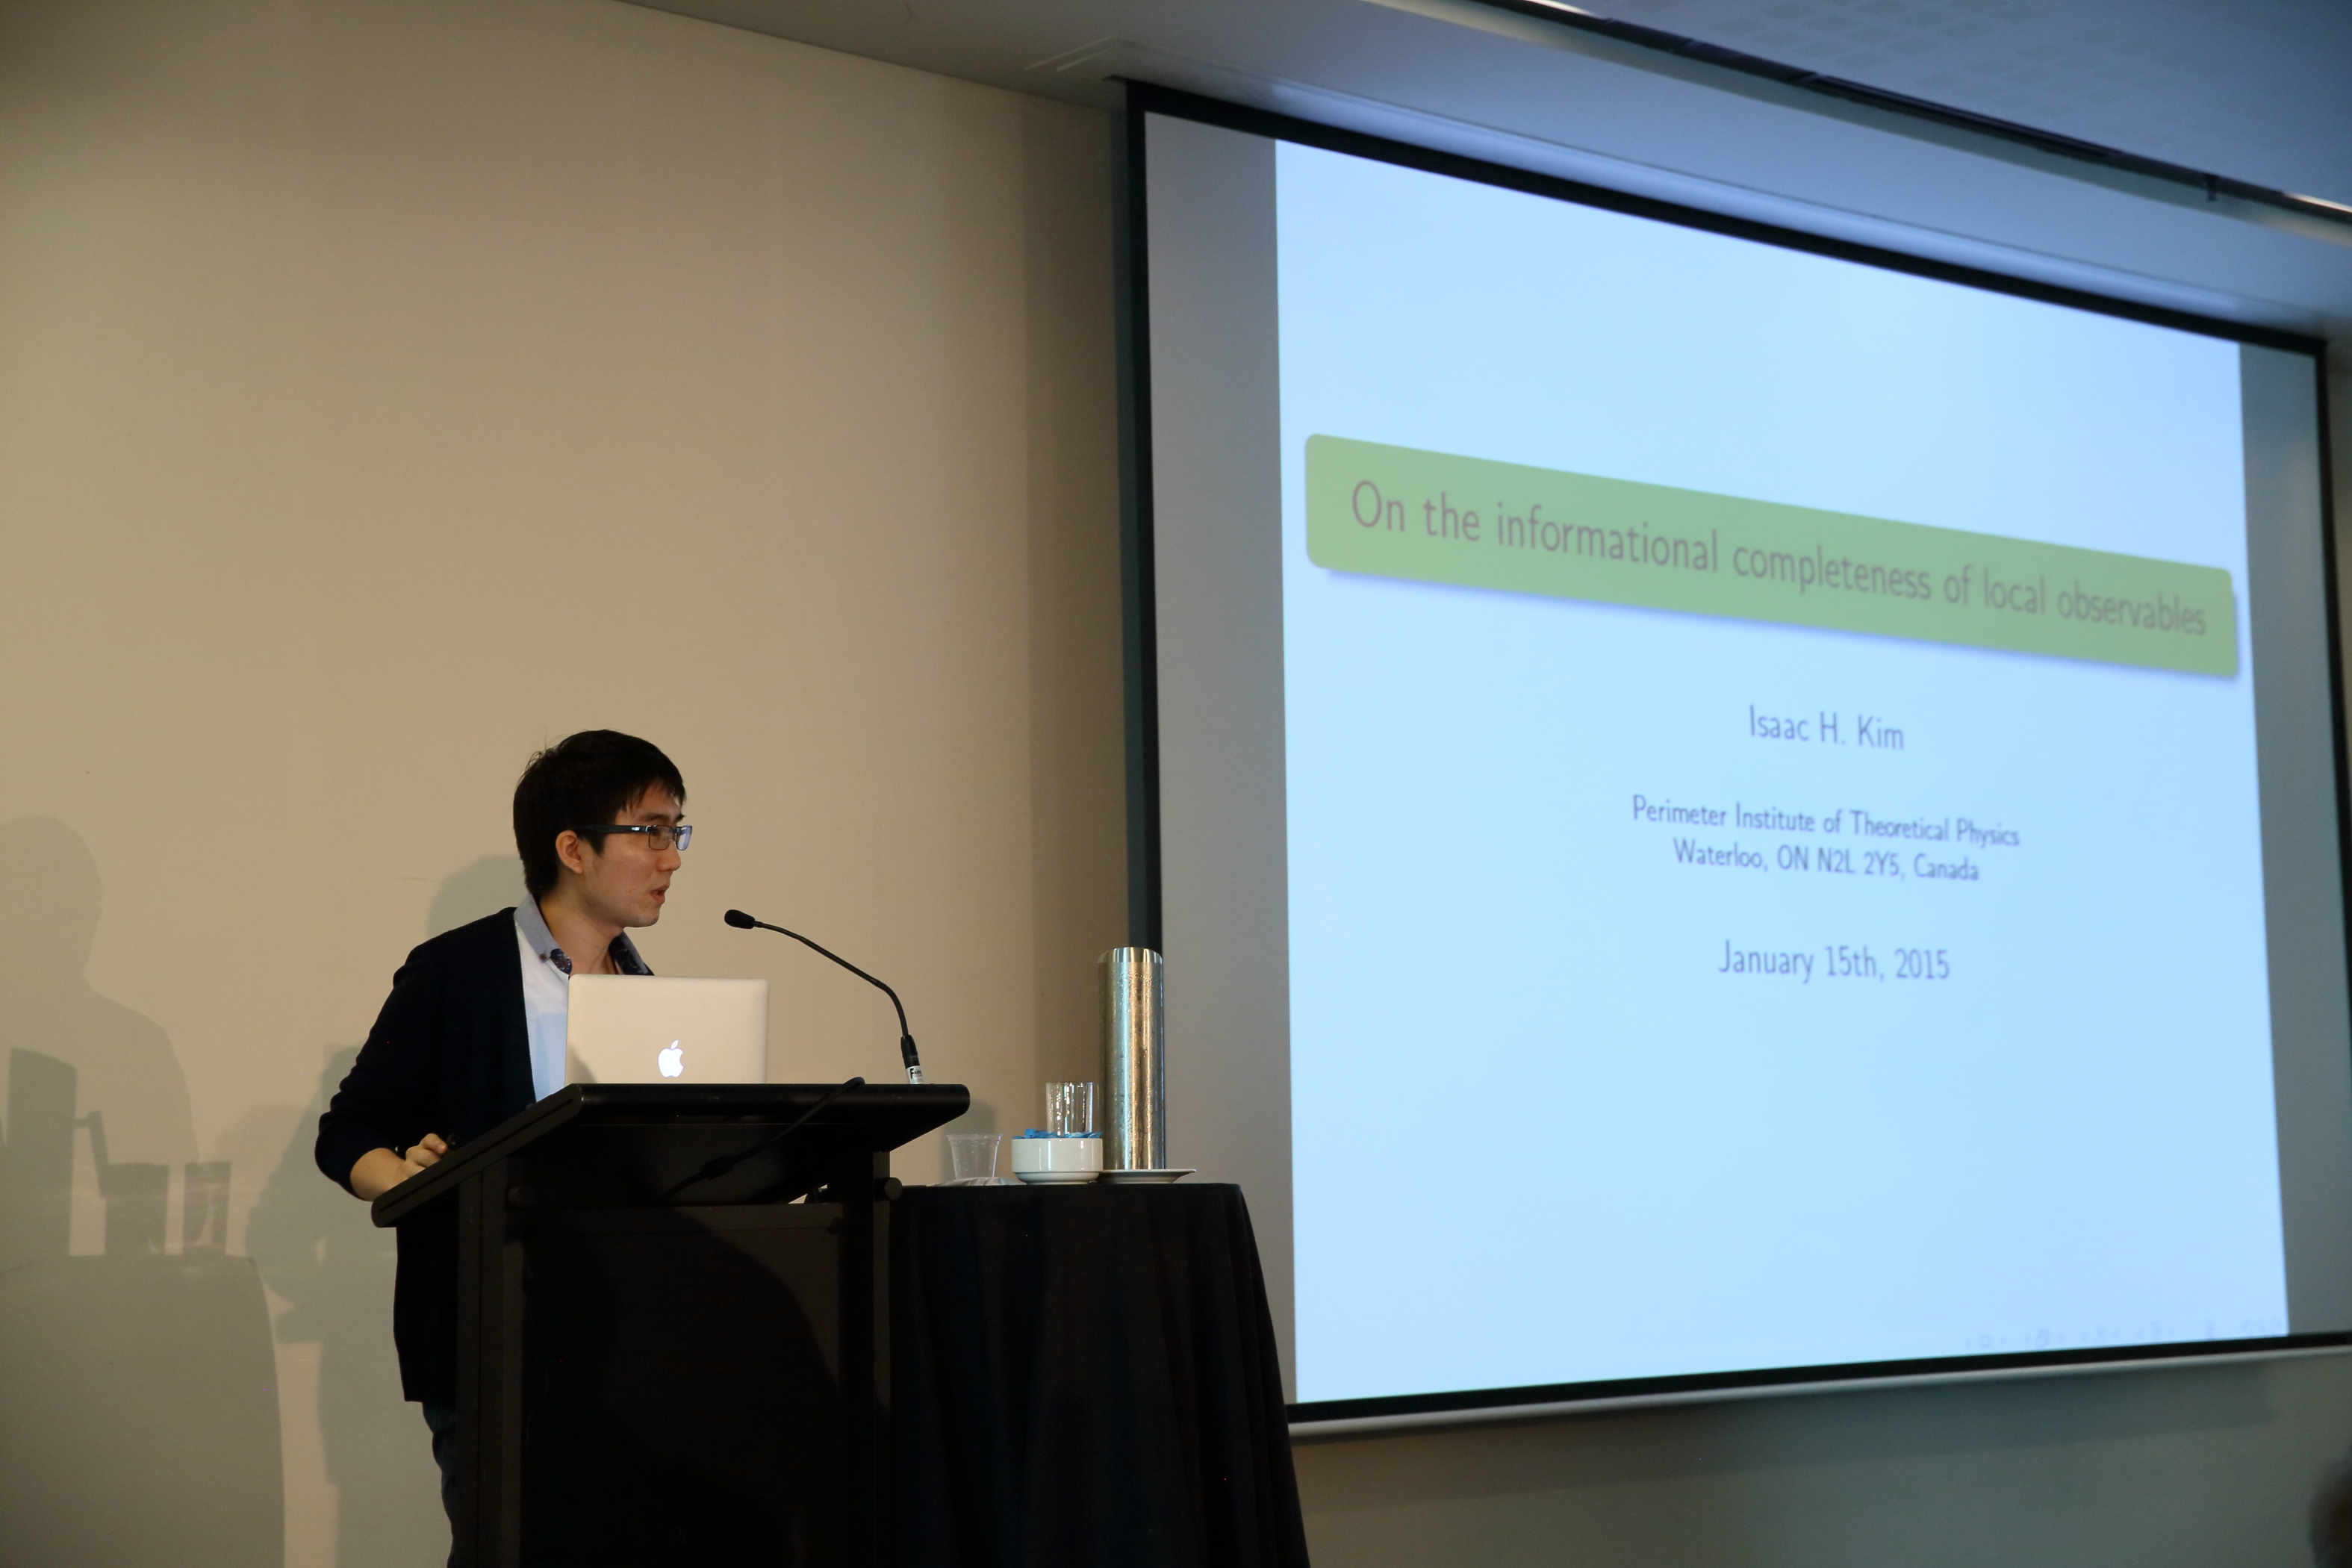 On the informational completeness of local observables
Isaac H. Kim
Perimeter Institute of Theoretical Physics
Waterloo, ON N2L 2Y5, Canada
January 15th, 2015